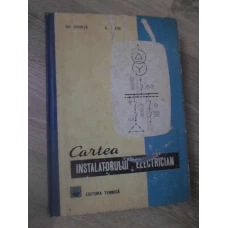 Cartea
INSTALATORULUI ELECTRICIAN
EDITURA TEHNICĂ